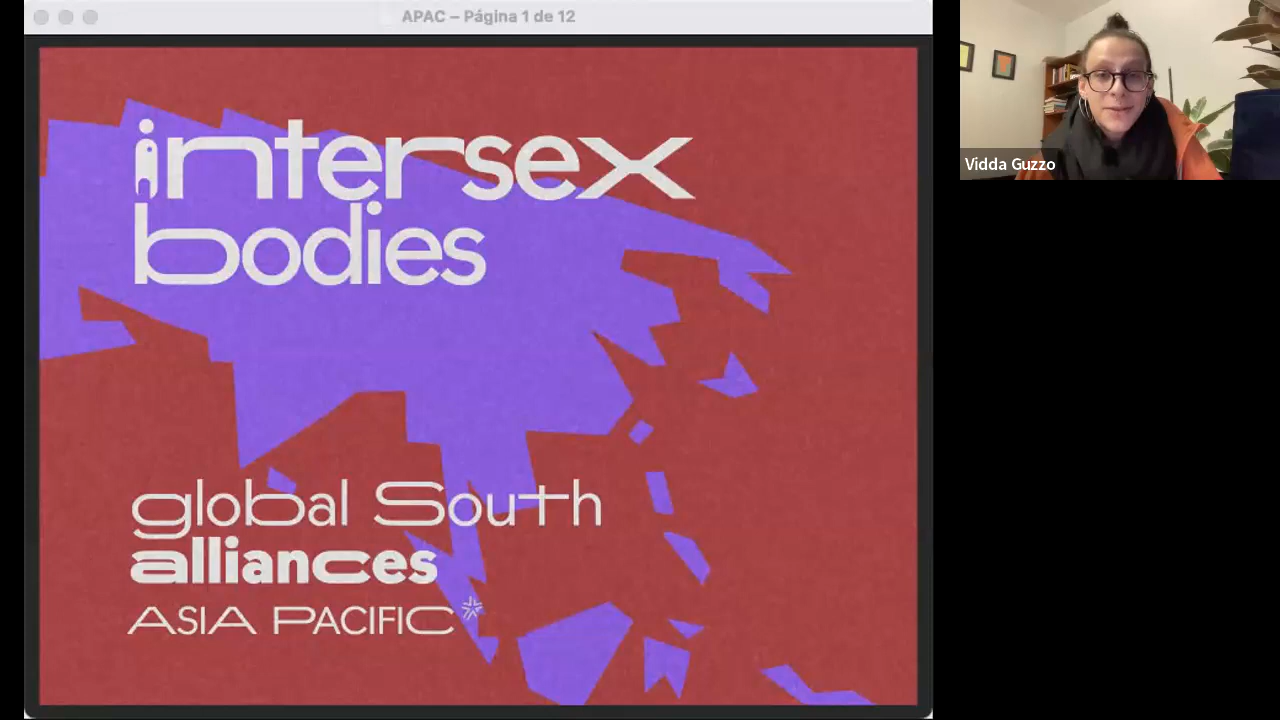 APAC – Página 1 de 12
intersex
bodies
global South
alliances
ASIA PACIFIC
Vidda Guzzo